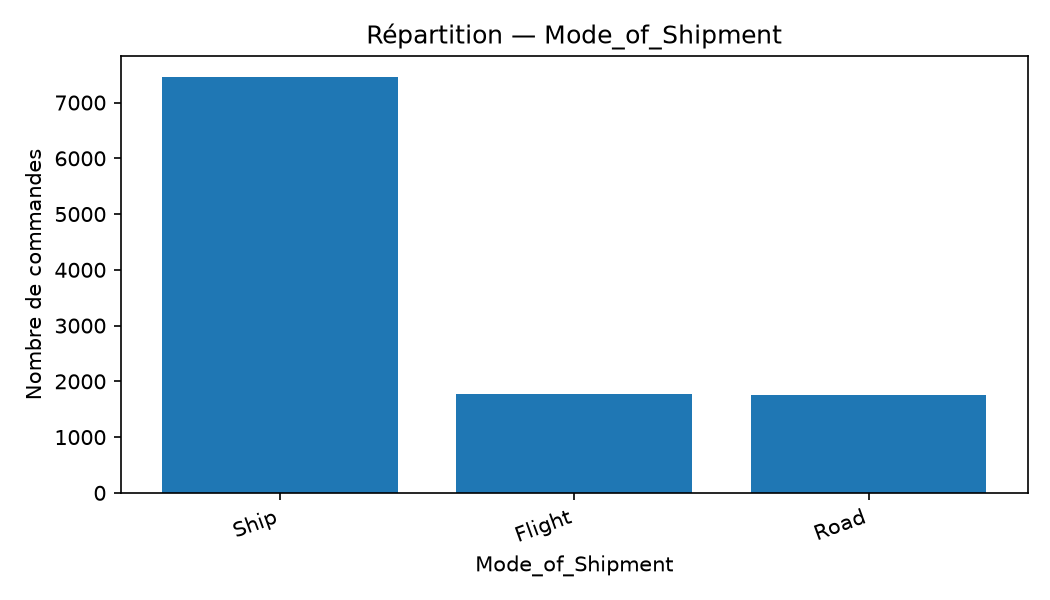 Répartition — Mode_of_Shipment
Nombre de commandes
7000
6000
5000
4000
3000
2000
1000
0
Ship
Flight
Road
Mode_of_Shipment